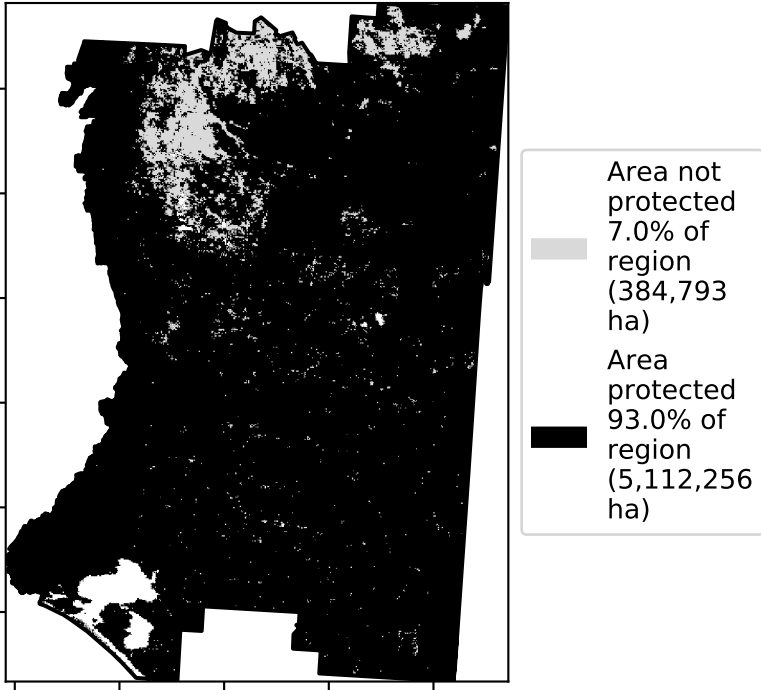 Area not
protected
7.0% of
region
(384,793
ha)
Area
protected
93.0% of
region
(5,112,256
ha)